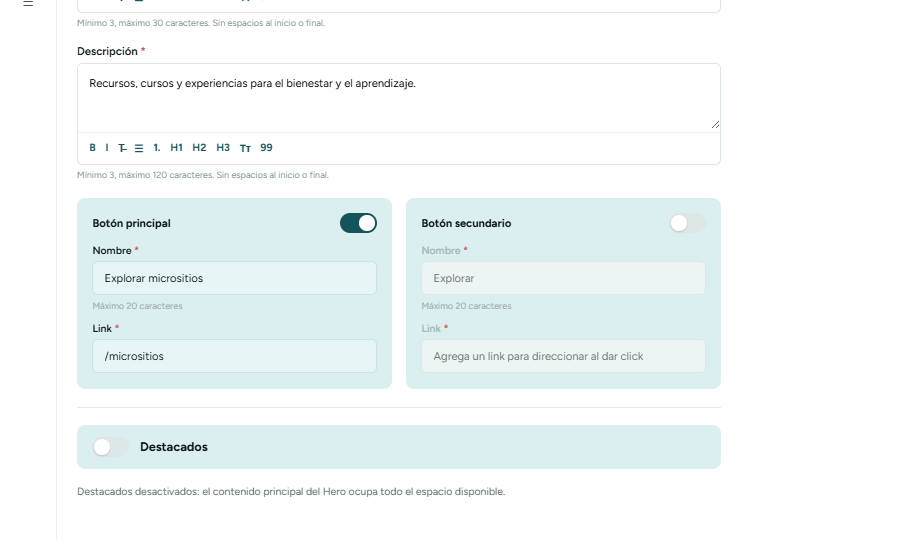 Mínimo 3, máximo 30 caracteres. Sin espacios al inicio o final.
Descripción *
Recursos, cursos y experiencias para el bienestar y el aprendizaje.
B I T 1. H1 H2 H3 Tт 99
Mínimo 3, máximo 120 caracteres. Sin espacios al inicio o final.
Botón principal
Nombre *
Explorar micrositios
Máximo 20 caracteres
Link *
/micrositios
Botón secundario
Nombre *
Explorar
Máximo 20 caracteres
Link *
Agrega un link para direccionar al dar click
Destacados
Destacados desactivados: el contenido principal del Hero ocupa todo el espacio disponible.